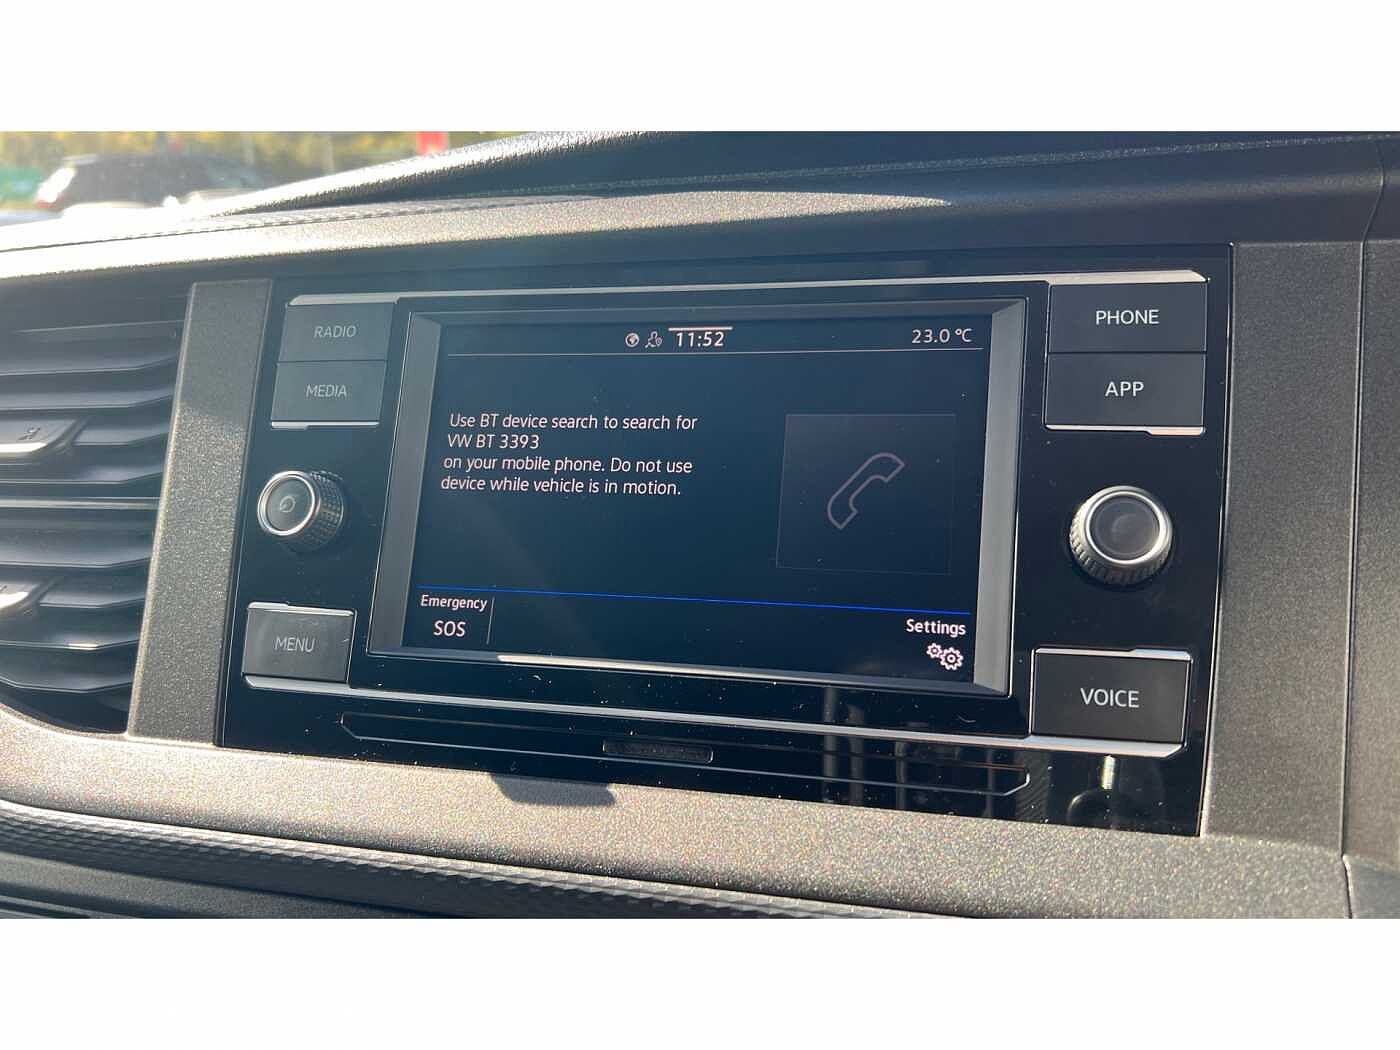 RADIO
MEDIA
MENU
11:52
23.0 °C
Use BT device search to search for
VW BT 3393
on your mobile phone. Do not use
device while vehicle is in motion.
Emergency
SOS
Settings
PHONE
APP
VOICE